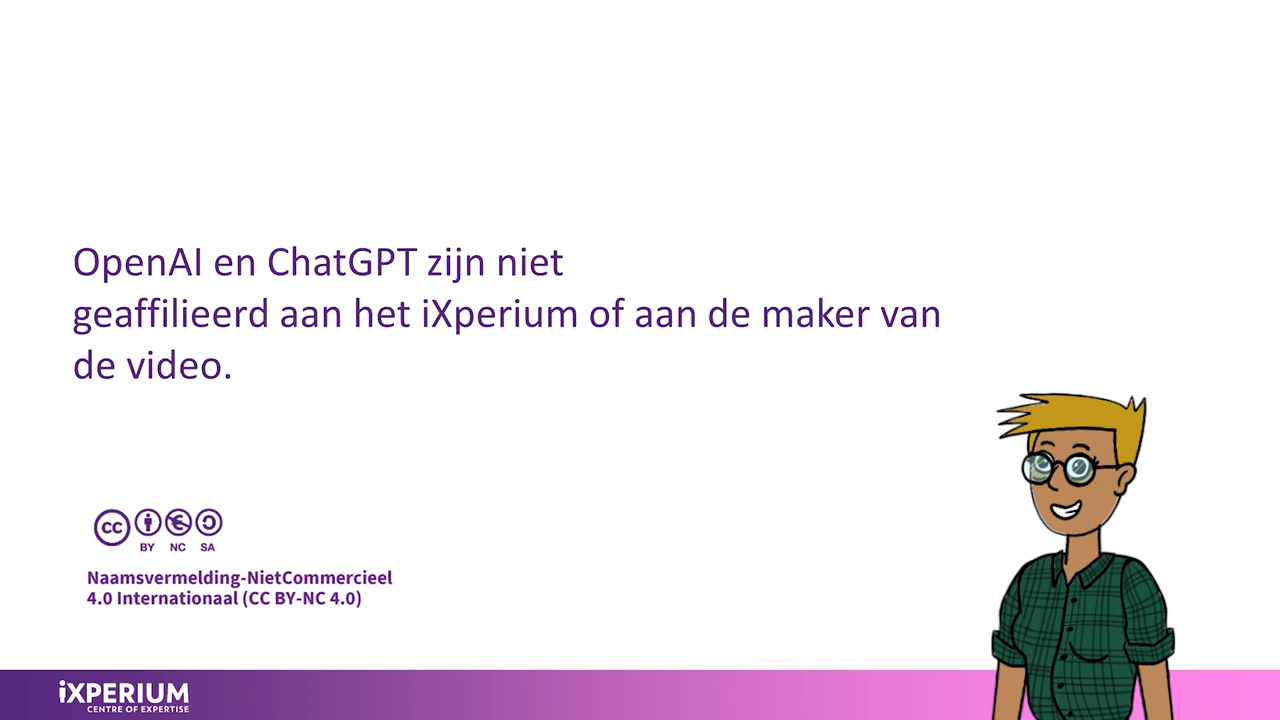 OpenAI en ChatGPT zijn niet
geaffilieerd aan het iXperium of aan de maker van
de video.
cc
BY NC SA
Naamsvermelding-NietCommercieel
4.0 Internationaal (CC BY-NC 4.0)
iXPERIUM
CENTRE OF EXPERTISE